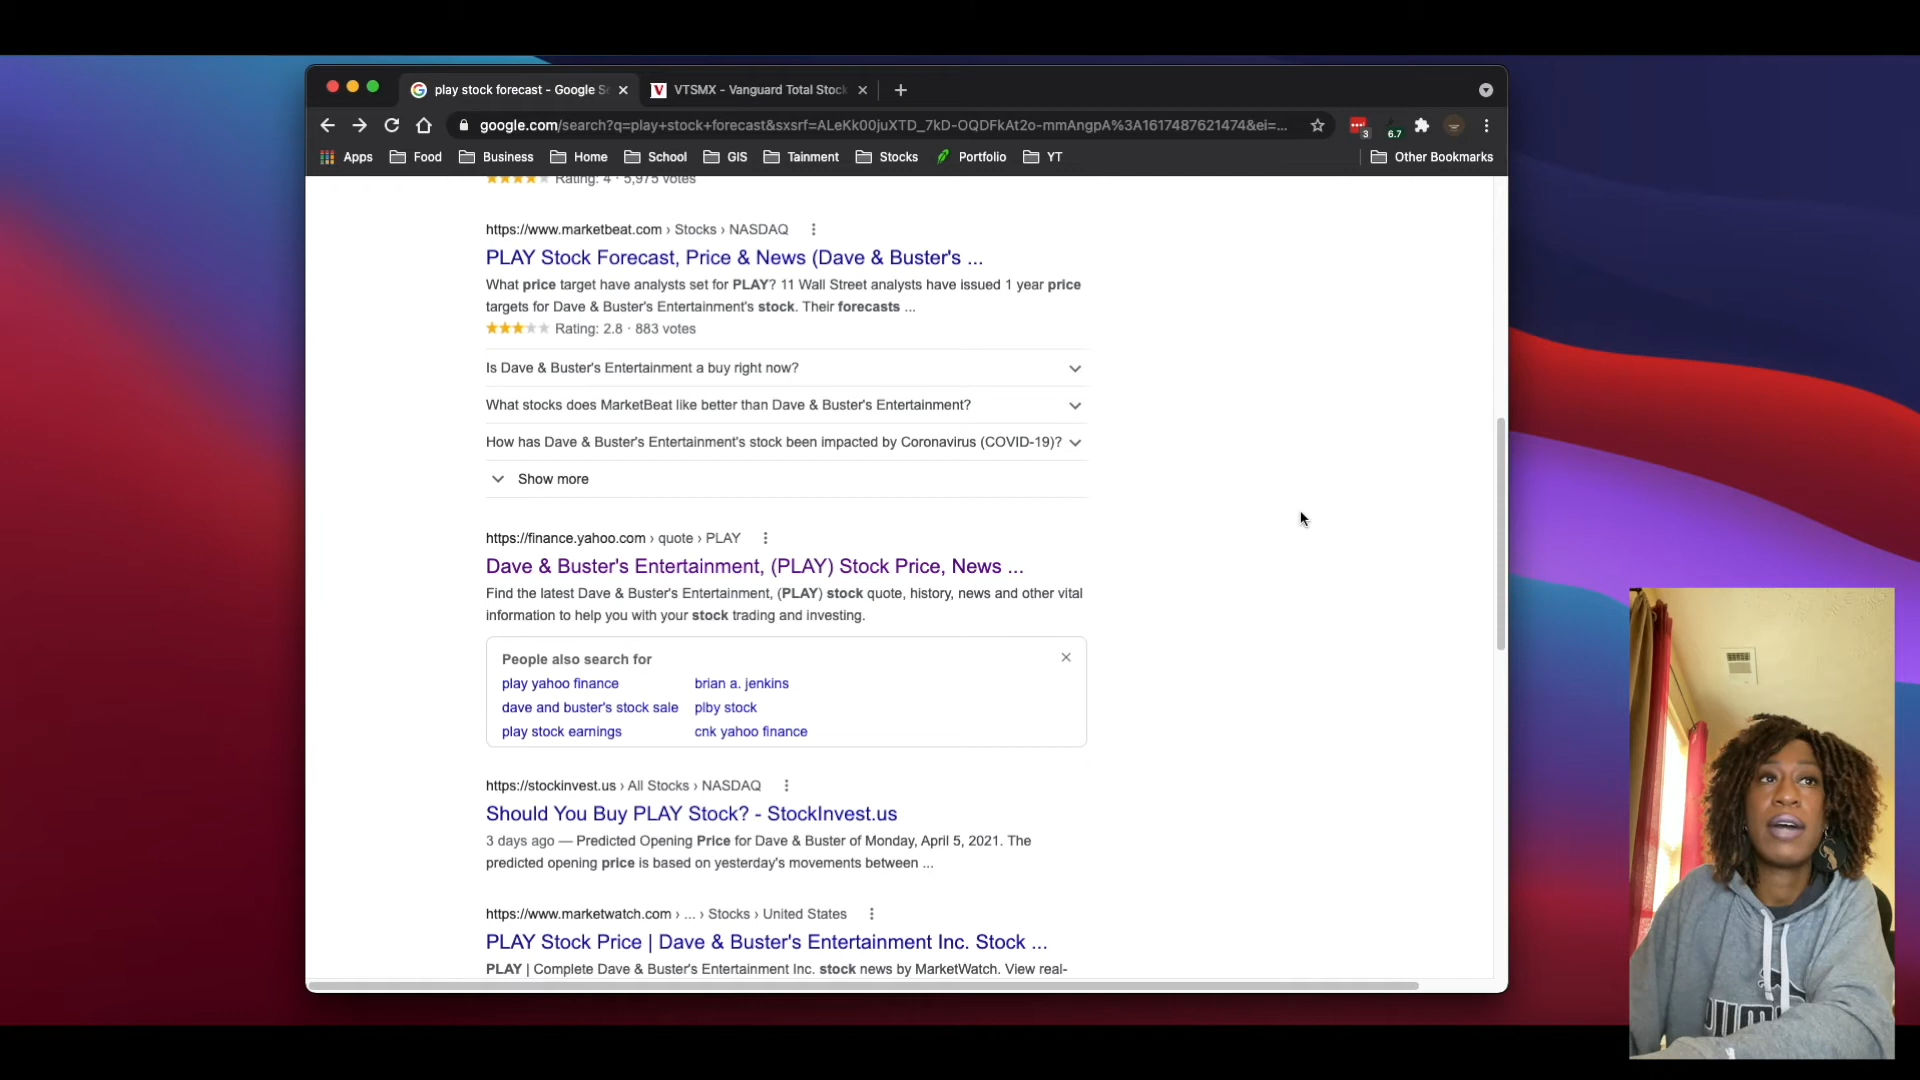 play stock forecast - Google Se
VTSMX - Vanguard Total Stock
google.com/search?q=play+stock+forecast&sxsrf=ALeKk00juXTD_7kD-OQDFkAt2o-mmAngpA%3A1617487621474&ei=...
3
6.7
Apps
Food
Business
Home
School
GIS
Tainment
Stocks
Portfolio
YT
Other Bookmarks
Rating: 4 · 5,975 votes
https://www.marketbeat.com › Stocks › NASDAQ
PLAY Stock Forecast, Price & News (Dave & Buster's ...
What price target have analysts set for PLAY? 11 Wall Street analysts have issued 1 year price
targets for Dave & Buster's Entertainment's stock. Their forecasts ...
Rating: 2.8 · 883 votes
Is Dave & Buster's Entertainment a buy right now?
What stocks does MarketBeat like better than Dave & Buster's Entertainment?
How has Dave & Buster's Entertainment's stock been impacted by Coronavirus (COVID-19)?
Show more
https://finance.yahoo.com › quote › PLAY
Dave & Buster's Entertainment, (PLAY) Stock Price, News ...
Find the latest Dave & Buster's Entertainment, (PLAY) stock quote, history, news and other vital
information to help you with your stock trading and investing.
People also search for
play yahoo finance
brian a. jenkins
dave and buster's stock sale
plby stock
play stock earnings
cnk yahoo finance
https://stockinvest.us › All Stocks › NASDAQ
Should You Buy PLAY Stock? - StockInvest.us
3 days ago — Predicted Opening Price for Dave & Buster of Monday, April 5, 2021. The
predicted opening price is based on yesterday's movements between ...
https://www.marketwatch.com › ... › Stocks › United States
PLAY Stock Price | Dave & Buster's Entertainment Inc. Stock ...
PLAY | Complete Dave & Buster's Entertainment Inc. stock news by MarketWatch. View real-